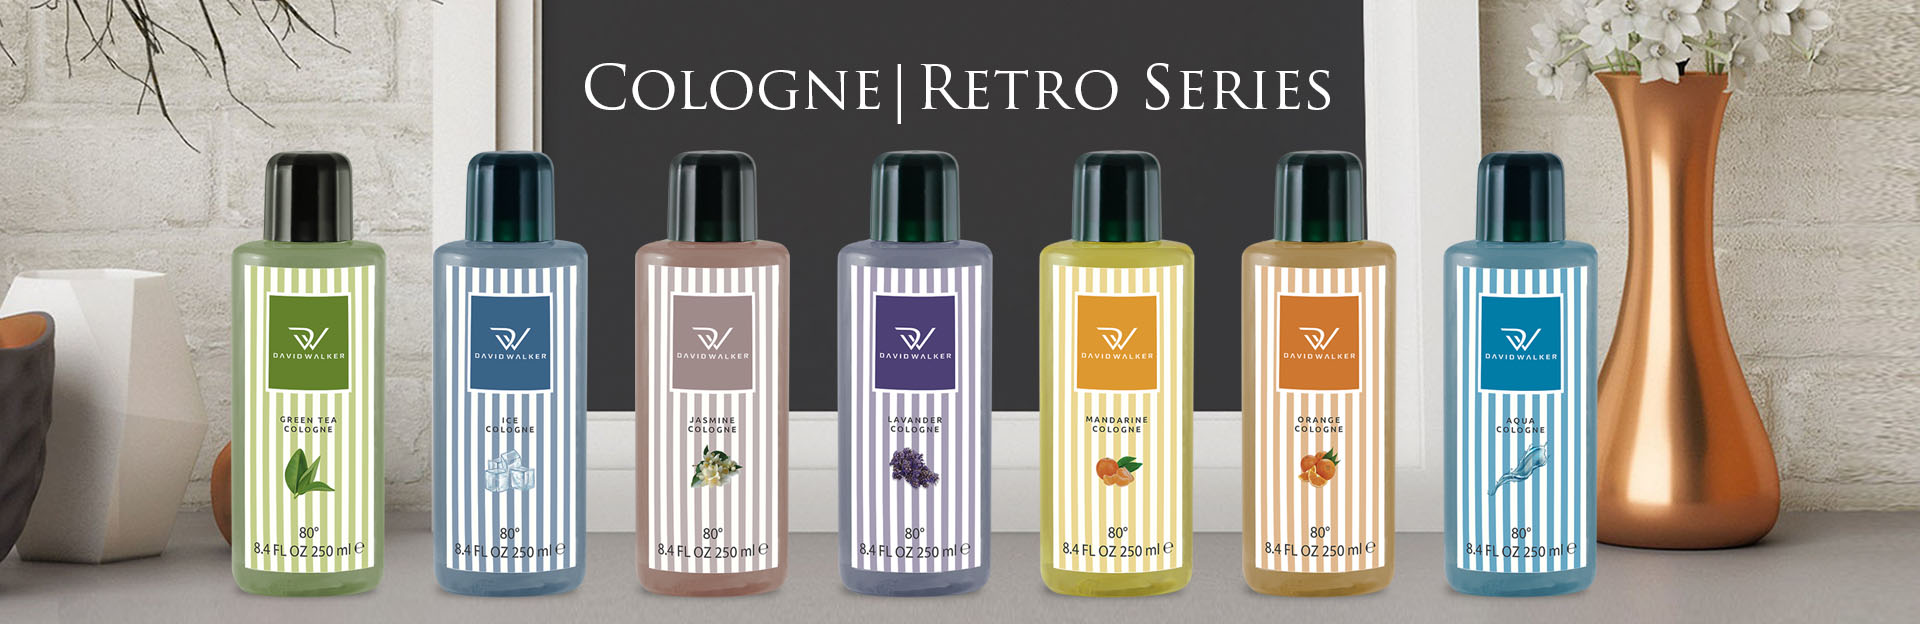 COLOGNE|RETRO SERIES
DAVIDWALKER
GREEN TEA
COLOGNE
80°
8.4 FL OZ 250 ml ℮
DAVIDWALKER
ICE
COLOGNE
80°
8.4 FL OZ 250 ml ℮
DAVIDWALKER
JASMINE
COLOGNE
80°
8.4 FL OZ 250 ml ℮
DAVIDWALKER
LAVANDER
COLOGNE
80°
8.4 FL OZ 250 ml ℮
DAVIDWALKER
MANDARINE
COLOGNE
80°
8.4 FL OZ 250 ml ℮
DAVIDWALKER
ORANGE
COLOGNE
80°
8.4 FL OZ 250 ml ℮
DAVIDWALKER
AQUA
COLOGNE
80°
8.4 FL OZ 250 ml ℮